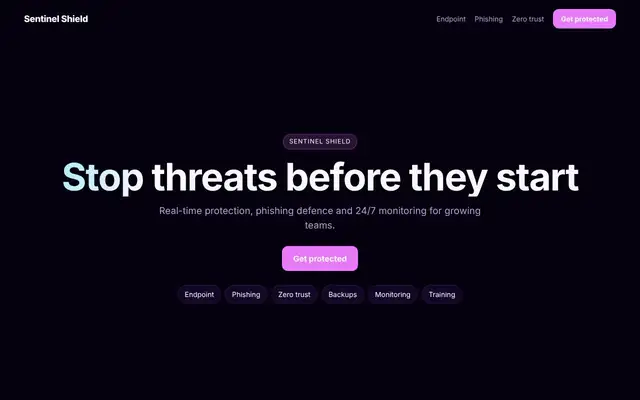 Sentinel Shield
Endpoint Phishing Zero trust Get protected
SENTINEL SHIELD
Stop threats before they start
Real-time protection, phishing defence and 24/7 monitoring for growing
teams.
Get protected
Endpoint Phishing Zero trust Backups Monitoring Training